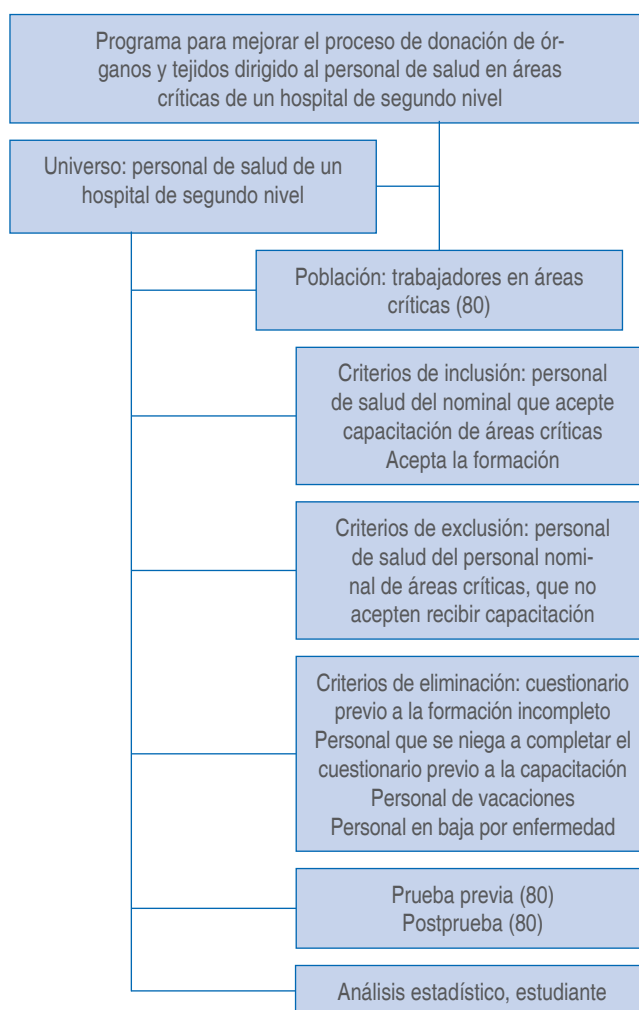 Programa para mejorar el proceso de donación de ór-
ganos y tejidos dirigido al personal de salud en áreas
críticas de un hospital de segundo nivel
Universo: personal de salud de un
hospital de segundo nivel
Población: trabajadores en áreas
críticas (80)
Criterios de inclusión: personal
de salud del nominal que acepte
capacitación de áreas críticas
Acepta la formación
Criterios de exclusión: personal
de salud del personal nomi-
nal de áreas críticas, que no
acepten recibir capacitación
Criterios de eliminación: cuestionario
previo a la formación incompleto
Personal que se niega a completar el
cuestionario previo a la capacitación
Personal de vacaciones
Personal en baja por enfermedad
Prueba previa (80)
Postprueba (80)
Análisis estadístico, estudiante